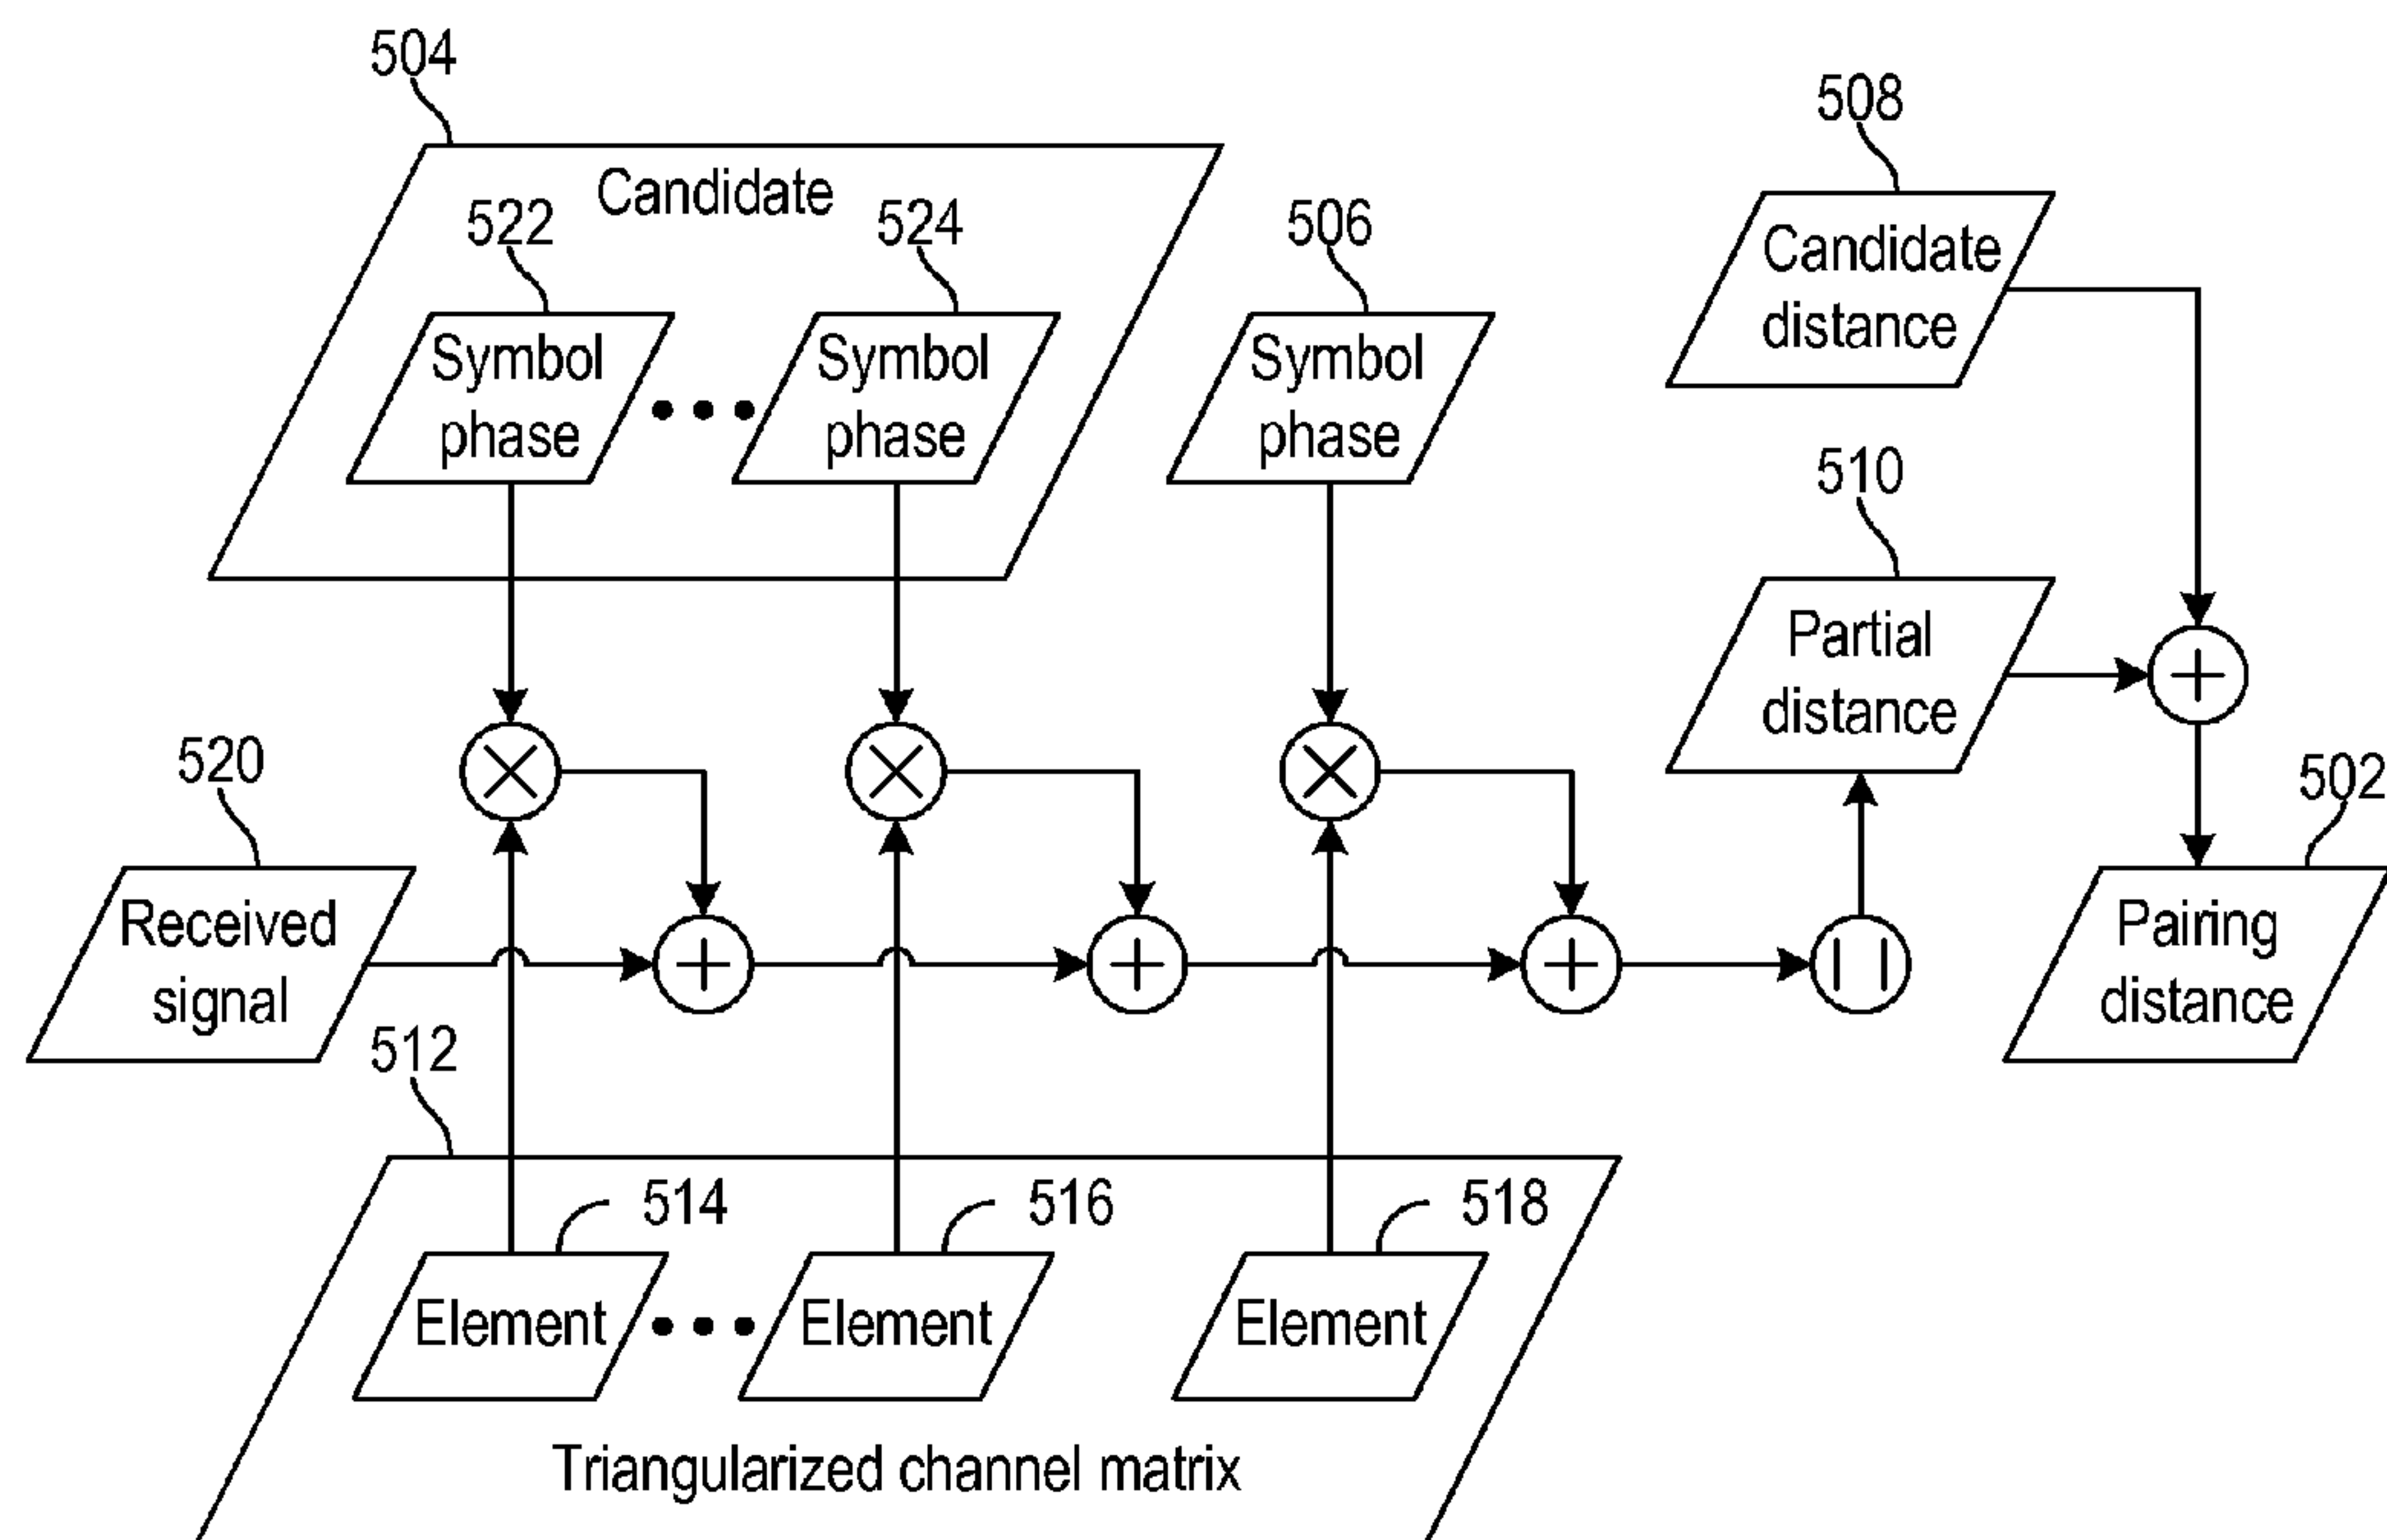 504
508
Candidate
522
524
506
Candidate
distance
Symbol
phase
Symbol
phase
Symbol
phase
510
Partial
distance
520
502
Received
signal
Pairing
distance
512
514
516
518
Element
Element
Element
Triangularized channel matrix